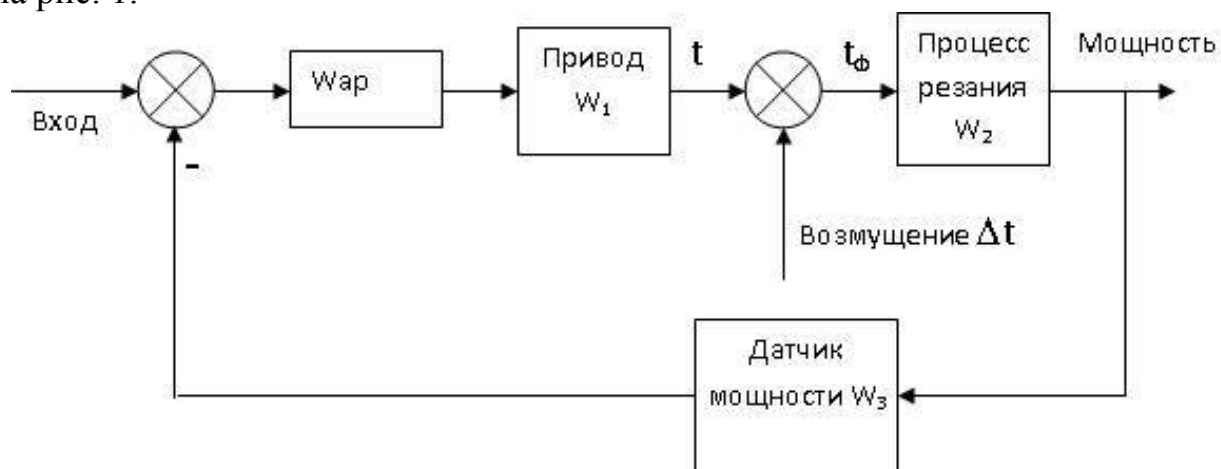 на рис. 1.
Вход
-
Wap
Привод
W₁
t
tф
Процесс
резания
W₂
Мощность
Возмущение Δt
Датчик
мощности W₃